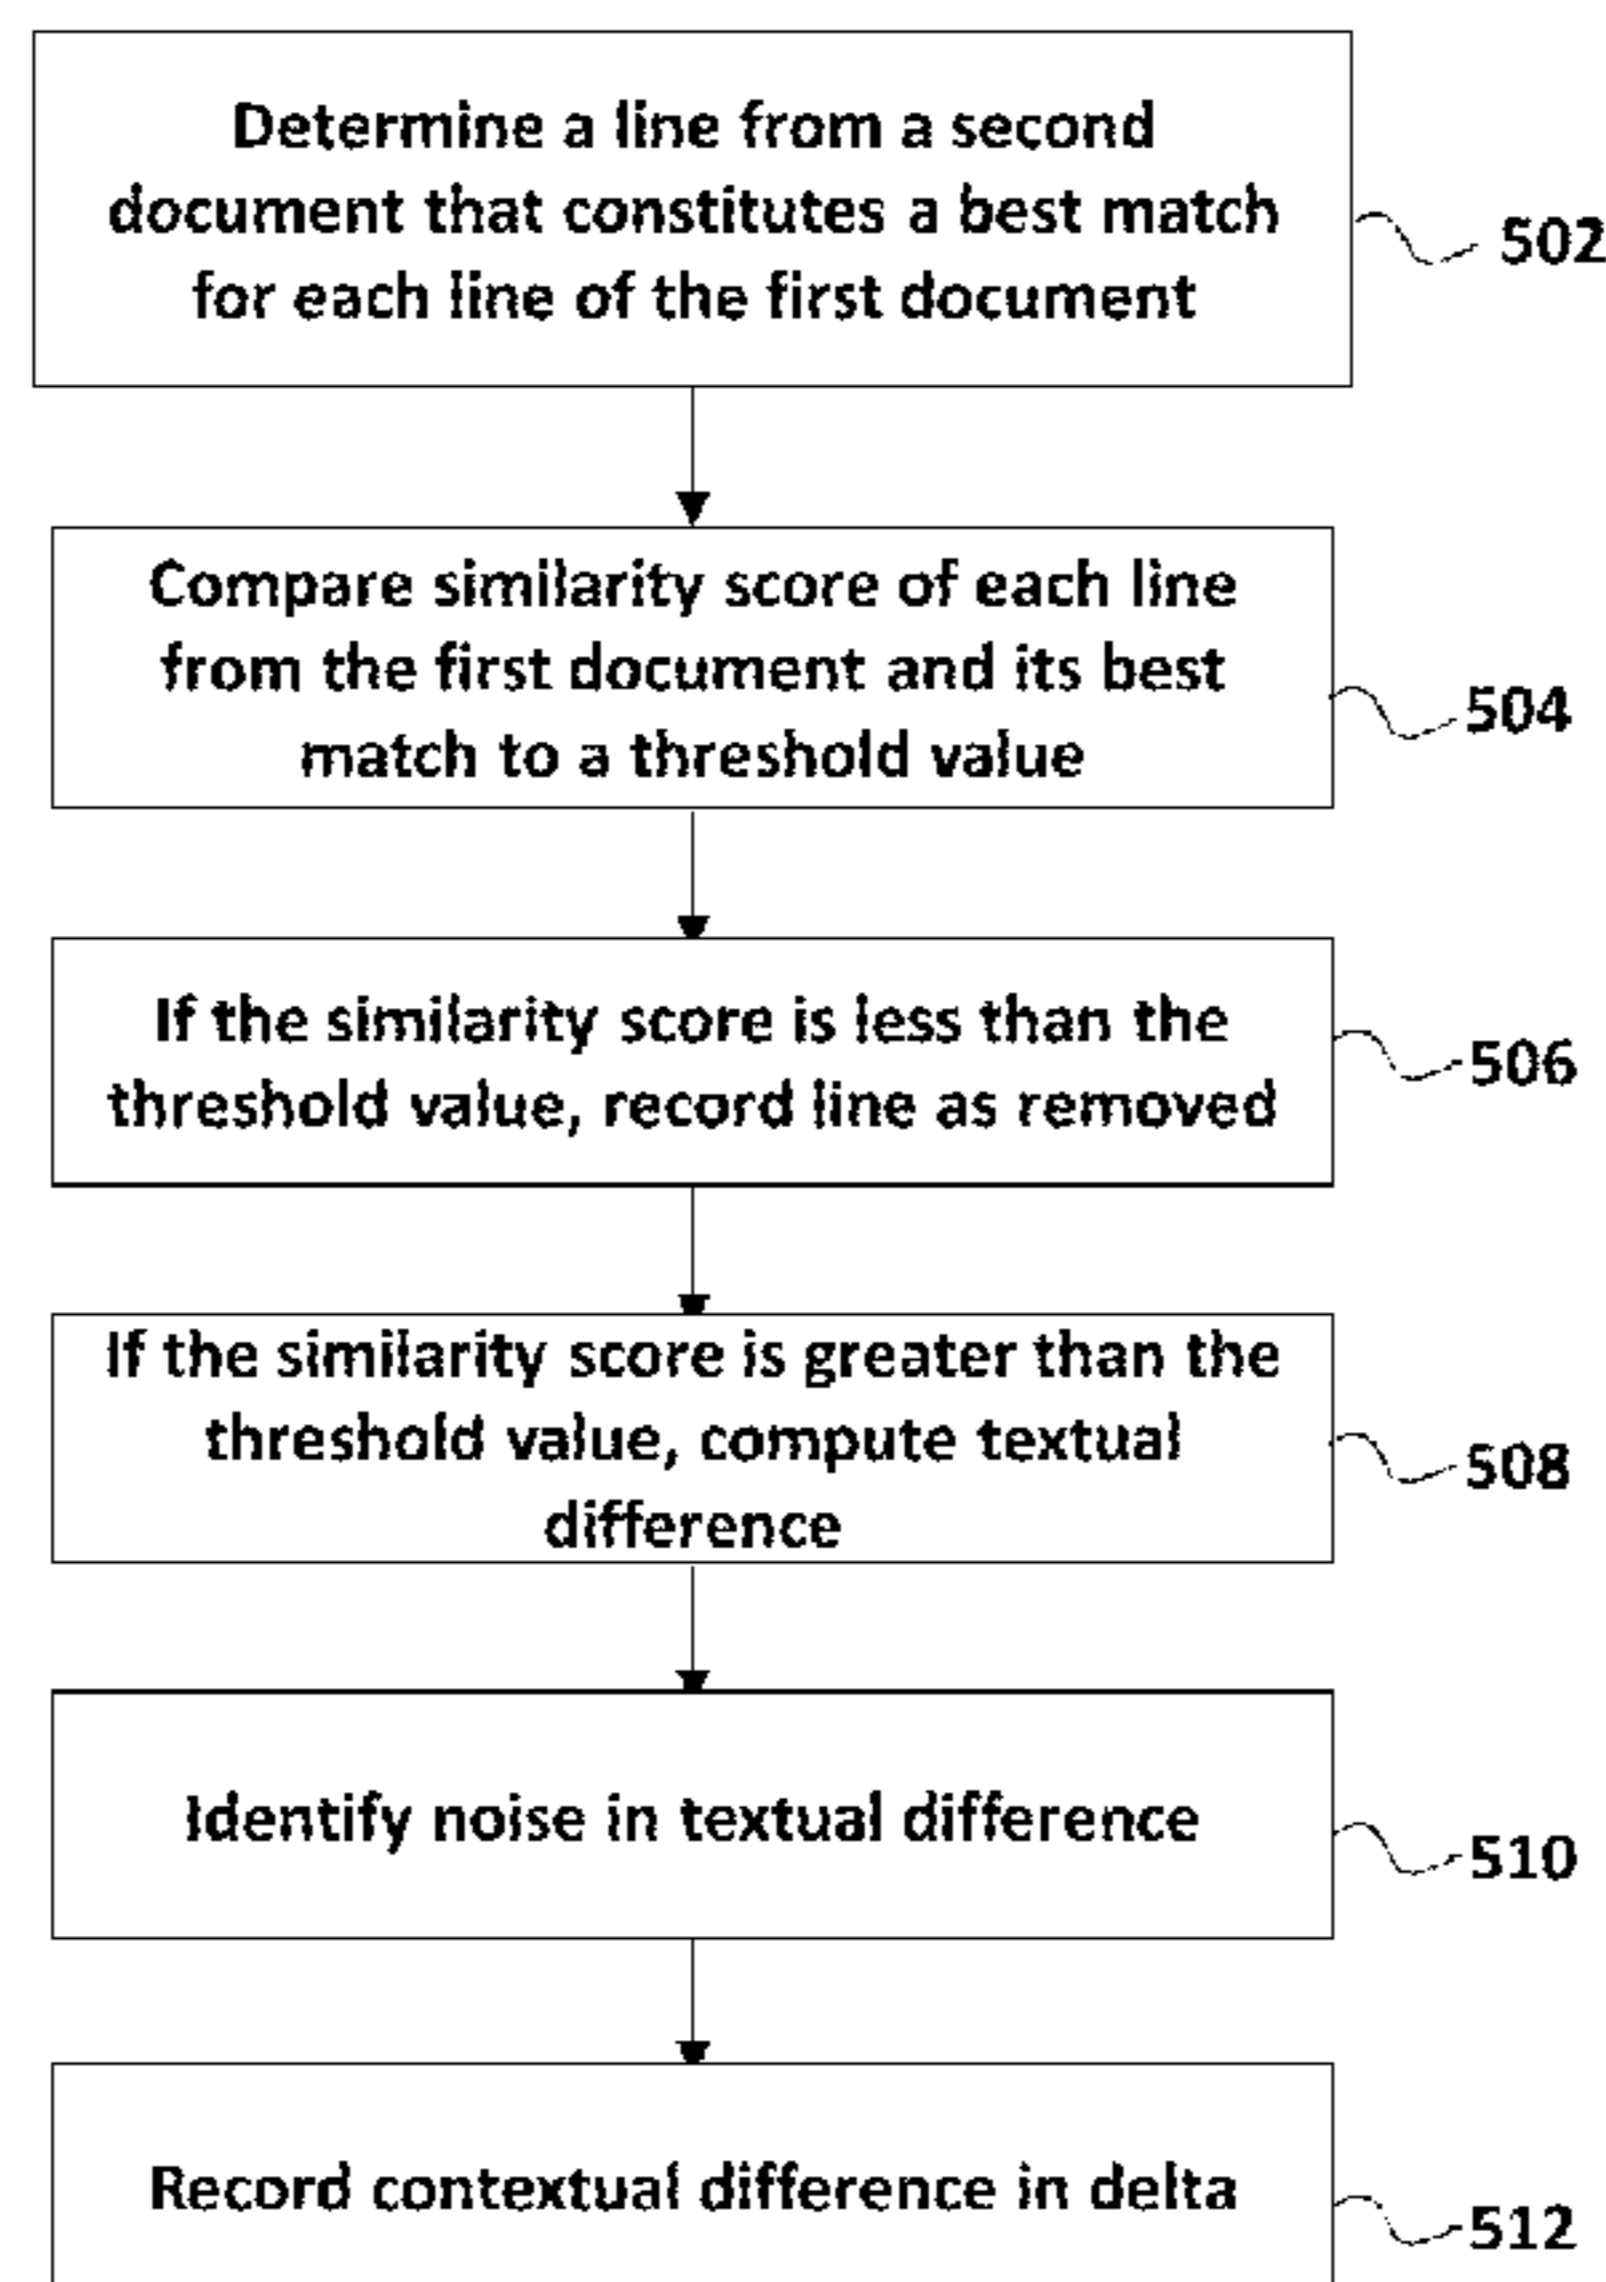 Determine a line from a second
document that constitutes a best match
for each line of the first document
502
Compare similarity score of each line
from the first document and its best
match to a threshold value
504
If the similarity score is less than the
threshold value, record line as removed
506
If the similarity score is greater than the
threshold value, compute textual
difference
508
Identify noise in textual difference
510
Record contextual difference in delta
512